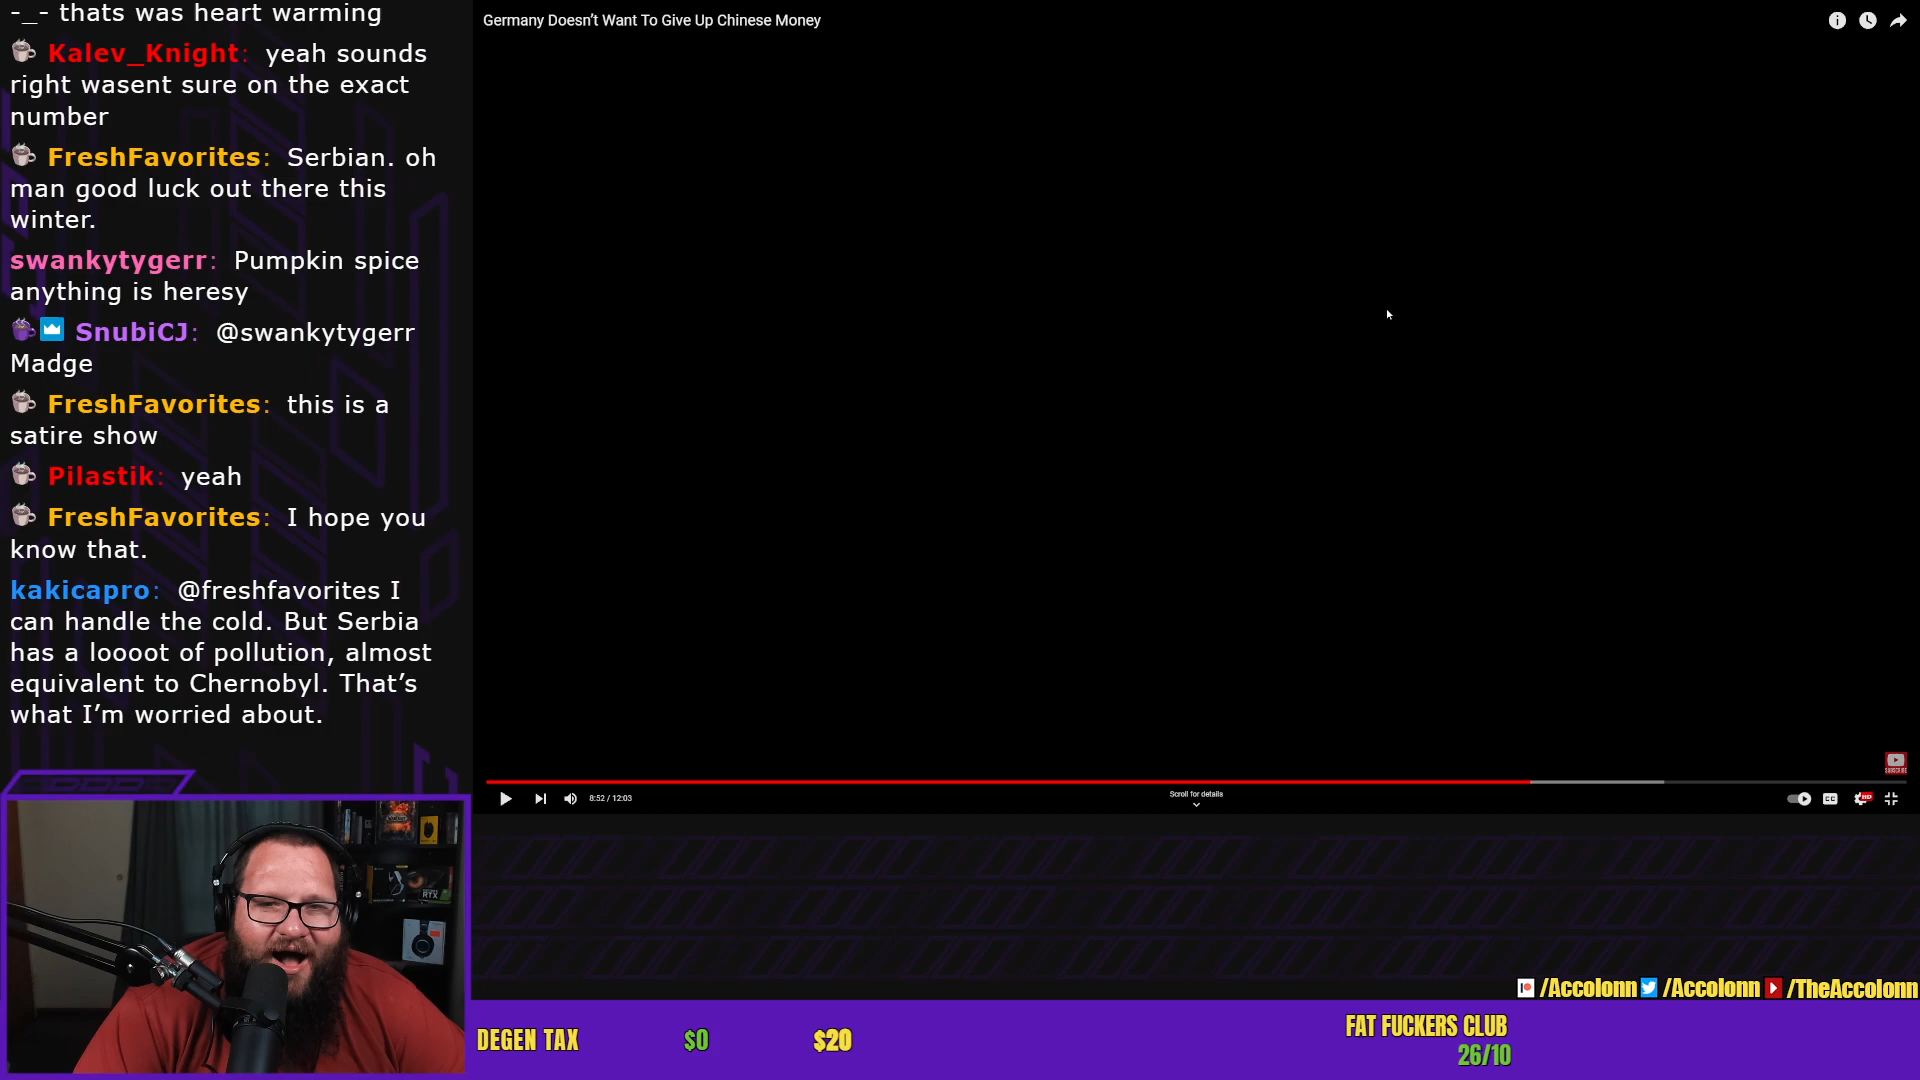 -_- thats was heart warming
Kalev_Knight: yeah sounds
right wasent sure on the exact
number
FreshFavorites: Serbian. oh
man good luck out there this
winter.
swankytygerr: Pumpkin spice
anything is heresy
SnubiCJ: @swankytygerr
Madge
FreshFavorites: this is a
satire show
Pilastik: yeah
FreshFavorites: I hope you
know that.
kakicapro: @freshfavorites I
can handle the cold. But Serbia
has a loooot of pollution, almost
equivalent to Chernobyl. That's
what I'm worried about.
Germany Doesn't Want To Give Up Chinese Money
SUBSCRIBE
8:52 / 12:03
Scroll for details
CC
HD
RTX
/Accolonn /Accolonn /TheAccolonn
DEGEN TAX $0 $20
FAT FUCKERS CLUB
26/10